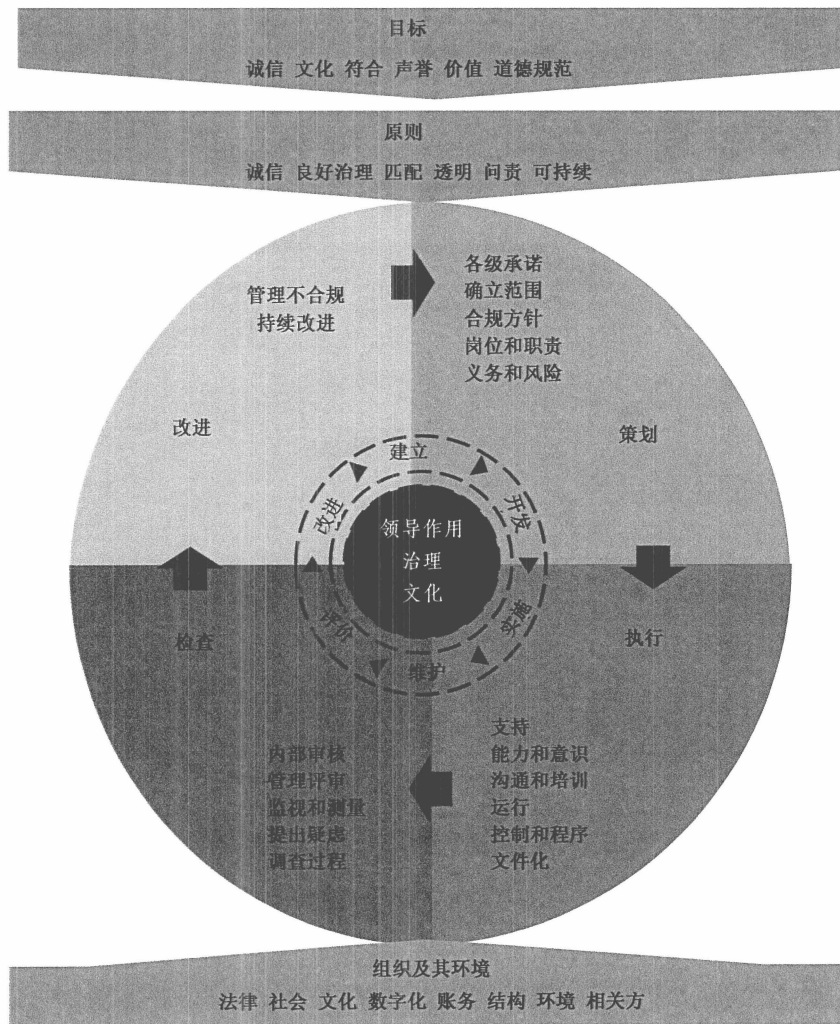 目标
诚信 文化 符合 声誉 价值 道德规范
原则
诚信 良好治理 匹配 透明 问责 可持续
管理不合规
持续改进
各级承诺
确立范围
合规方针
岗位和职责
义务和风险
改进
策划
建立
开发
实施
维护
评价
改进
领导作用
治理
文化
检查
执行
内部审核
管理评审
监视和测量
提出疑虑
调查过程
支持
能力和意识
沟通和培训
运行
控制和程序
文件化
组织及其环境
法律 社会 文化 数字化 账务 结构 环境 相关方